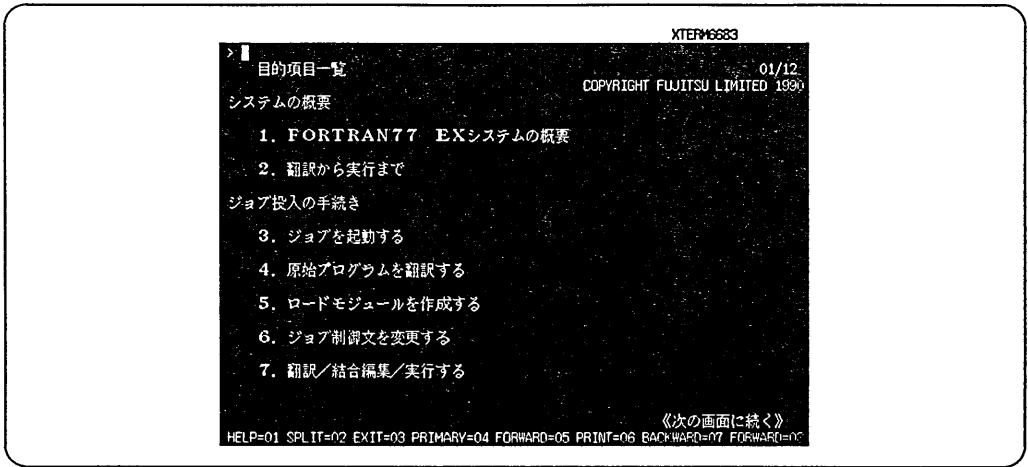 XTERM6683
>
目的項目一覧
01/12
COPYRIGHT FUJITSU LIMITED 1990
システムの概要
1. FORTRAN77 EXシステムの概要
2. 翻訳から実行まで
ジョブ投入の手続き
3. ジョブを起動する
4. 原始プログラムを翻訳する
5. ロードモジュールを作成する
6. ジョブ制御文を変更する
7. 翻訳／結合編集／実行する
《次の画面に続く》
HELP=01 SPLIT=02 EXIT=03 PRIMARY=04 FORWARD=05 PRINT=06 BACKWARD=07 FORWARD=